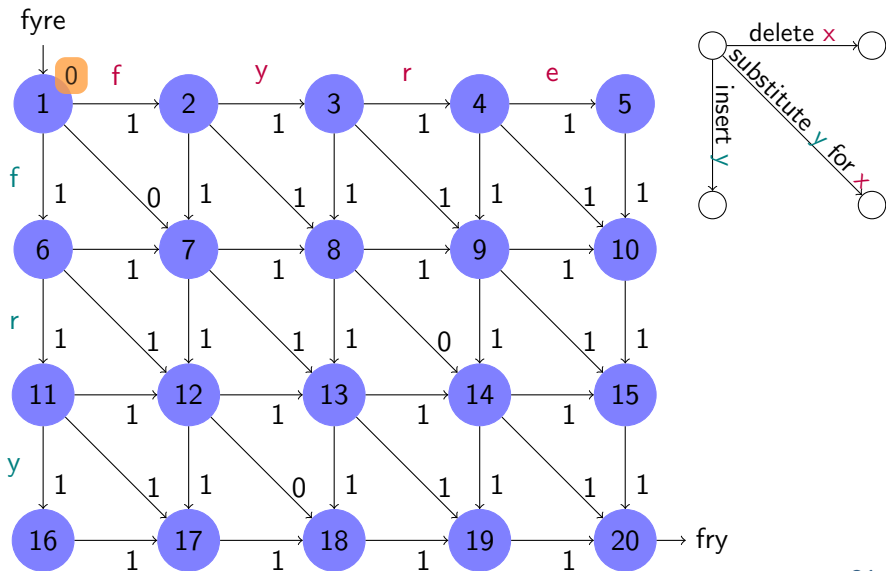 fyre
0 f y r e
1 2 3 4 5
1 1 1 1
f 1 0 1 1 1 1 1 1 1
6 7 8 9 10
1 1 1 1
r 1 1 1 1 1 0 1 1 1
11 12 13 14 15
1 1 1 1
y 1 1 1 0 1 1 1 1 1
16 17 18 19 20 fry
1 1 1 1
delete x
substitute y for x
insert y